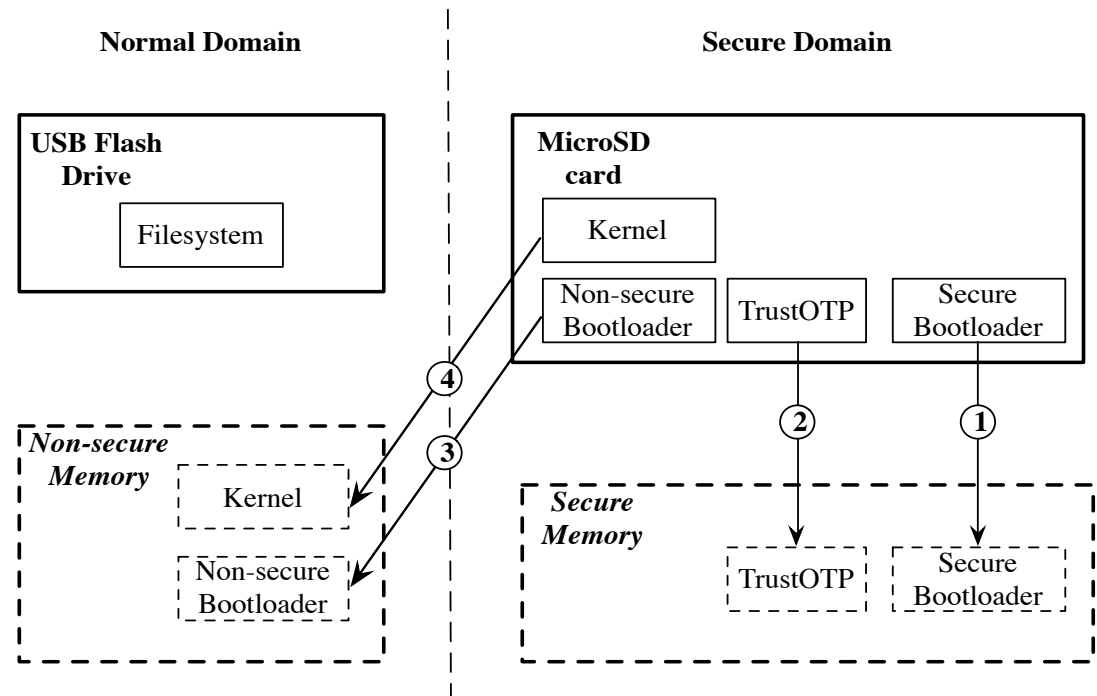 Normal Domain
Secure Domain
USB Flash
Drive
Filesystem
MicroSD
card
Kernel
Non-secure
Bootloader
TrustOTP
Secure
Bootloader
4
3
2
1
Non-secure
Memory
Kernel
Non-secure
Bootloader
Secure
Memory
TrustOTP
Secure
Bootloader